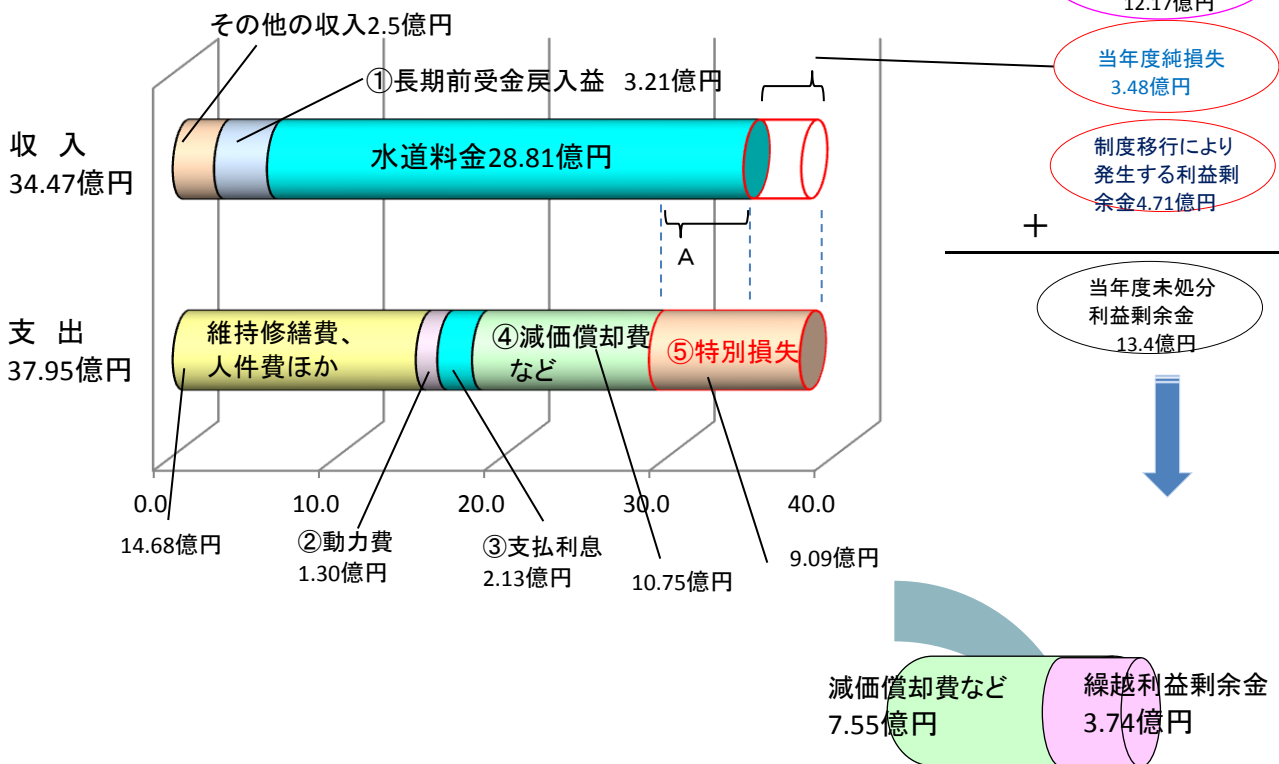 その他の収入2.5億円
①長期前受金戻入益 3.21億円
収 入
34.47億円
水道料金28.81億円
A
支 出
37.95億円
維持修繕費、
人件費ほか
④減価償却費
など
⑤特別損失
0.0
10.0
20.0
30.0
40.0
14.68億円
②動力費
1.30億円
③支払利息
2.13億円
10.75億円
9.09億円
12.17億円
当年度純損失
3.48億円
制度移行により
発生する利益剰
余金4.71億円
+
当年度未処分
利益剰余金
13.4億円
減価償却費など
7.55億円
繰越利益剰余金
3.74億円